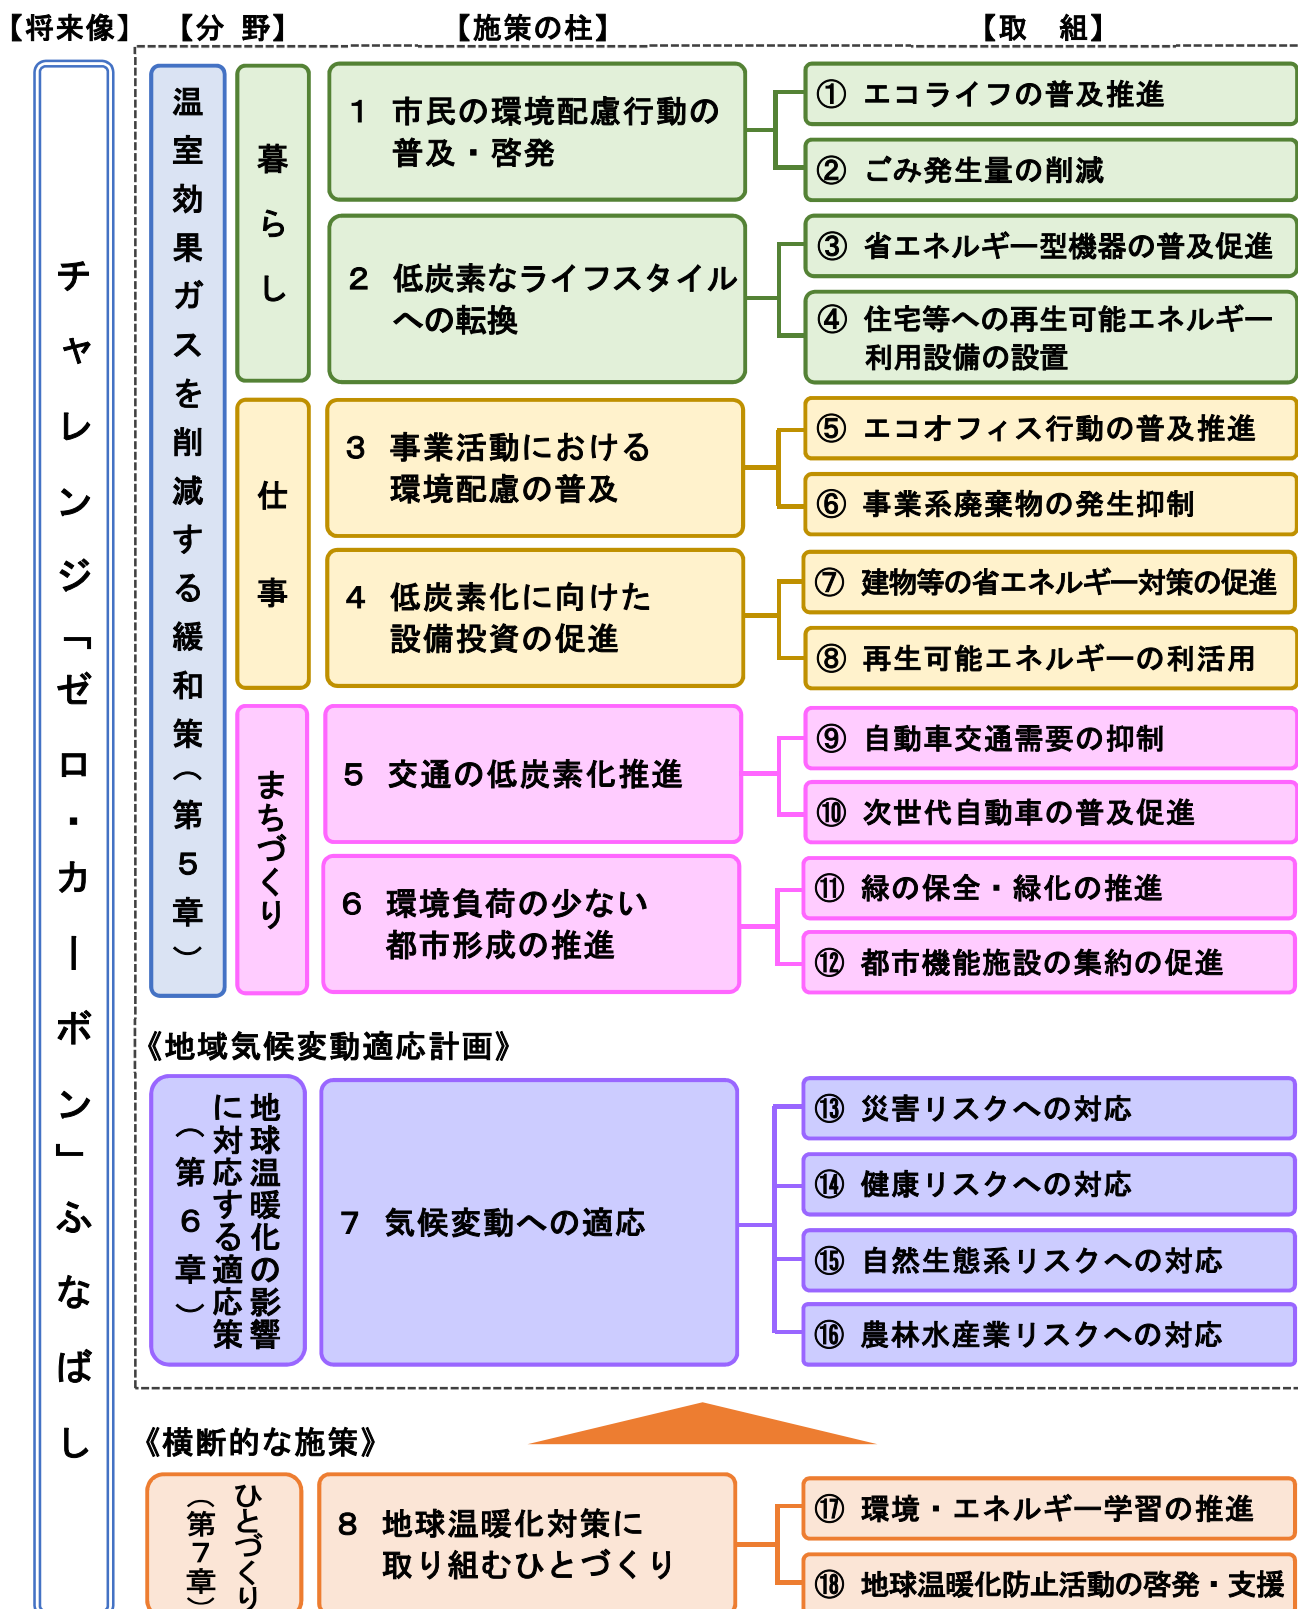 【将来像】 【分 野】 【施策の柱】 【取 組】
チャレンジ「ゼロ・カーボン」ふなばし
温室効果ガスを削減する緩和策（第５章）
暮らし
１ 市民の環境配慮行動の
普及・啓発
① エコライフの普及推進
② ごみ発生量の削減
２ 低炭素なライフスタイル
への転換
③ 省エネルギー型機器の普及促進
④ 住宅等への再生可能エネルギー
利用設備の設置
仕事
３ 事業活動における
環境配慮の普及
⑤ エコオフィス行動の普及推進
⑥ 事業系廃棄物の発生抑制
４ 低炭素化に向けた
設備投資の促進
⑦ 建物等の省エネルギー対策の促進
⑧ 再生可能エネルギーの利活用
まちづくり
５ 交通の低炭素化推進
⑨ 自動車交通需要の抑制
⑩ 次世代自動車の普及促進
６ 環境負荷の少ない
都市形成の推進
⑪ 緑の保全・緑化の推進
⑫ 都市機能施設の集約の促進
《地域気候変動適応計画》
地球温暖化の影響
に対応する適応策
（第６章）
７ 気候変動への適応
⑬ 災害リスクへの対応
⑭ 健康リスクへの対応
⑮ 自然生態系リスクへの対応
⑯ 農林水産業リスクへの対応
《横断的な施策》
ひとづくり
（第７章）
８ 地球温暖化対策に
取り組むひとづくり
⑰ 環境・エネルギー学習の推進
⑱ 地球温暖化防止活動の啓発・支援